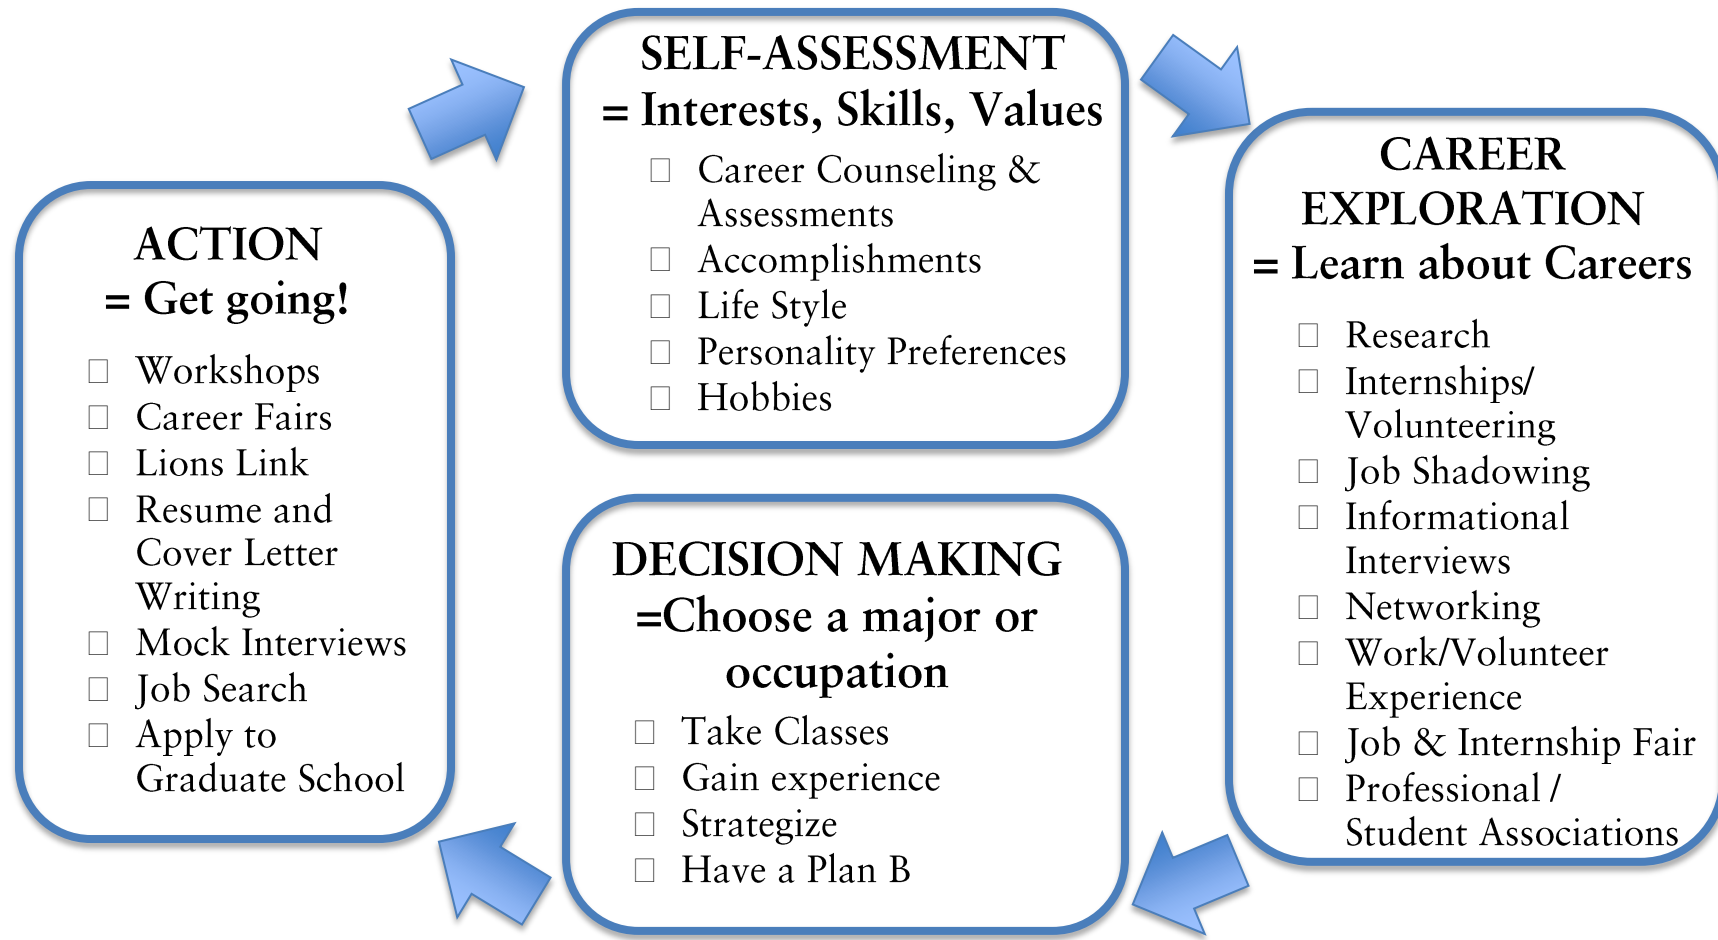 SELF-ASSESSMENT
= Interests, Skills, Values
□ Career Counseling &
Assessments
□ Accomplishments
□ Life Style
□ Personality Preferences
□ Hobbies
CAREER
EXPLORATION
= Learn about Careers
□ Research
□ Internships/
Volunteering
□ Job Shadowing
□ Informational
Interviews
□ Networking
□ Work/Volunteer
Experience
□ Job & Internship Fair
□ Professional /
Student Associations
DECISION MAKING
=Choose a major or
occupation
□ Take Classes
□ Gain experience
□ Strategize
□ Have a Plan B
ACTION
= Get going!
□ Workshops
□ Career Fairs
□ Lions Link
□ Resume and
Cover Letter
Writing
□ Mock Interviews
□ Job Search
□ Apply to
Graduate School